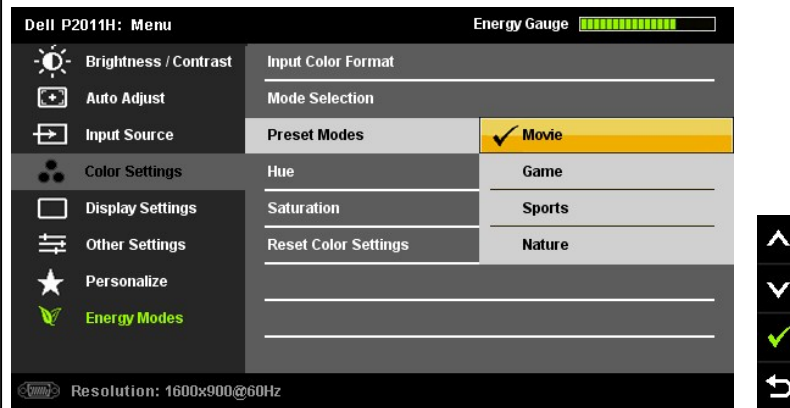 Dell P2011H: Menu
Energy Gauge
Brightness / Contrast
Auto Adjust
Input Source
Color Settings
Display Settings
Other Settings
Personalize
Energy Modes
Input Color Format
Mode Selection
Preset Modes
Hue
Saturation
Reset Color Settings
Movie
Game
Sports
Nature
Resolution: 1600x900@60Hz